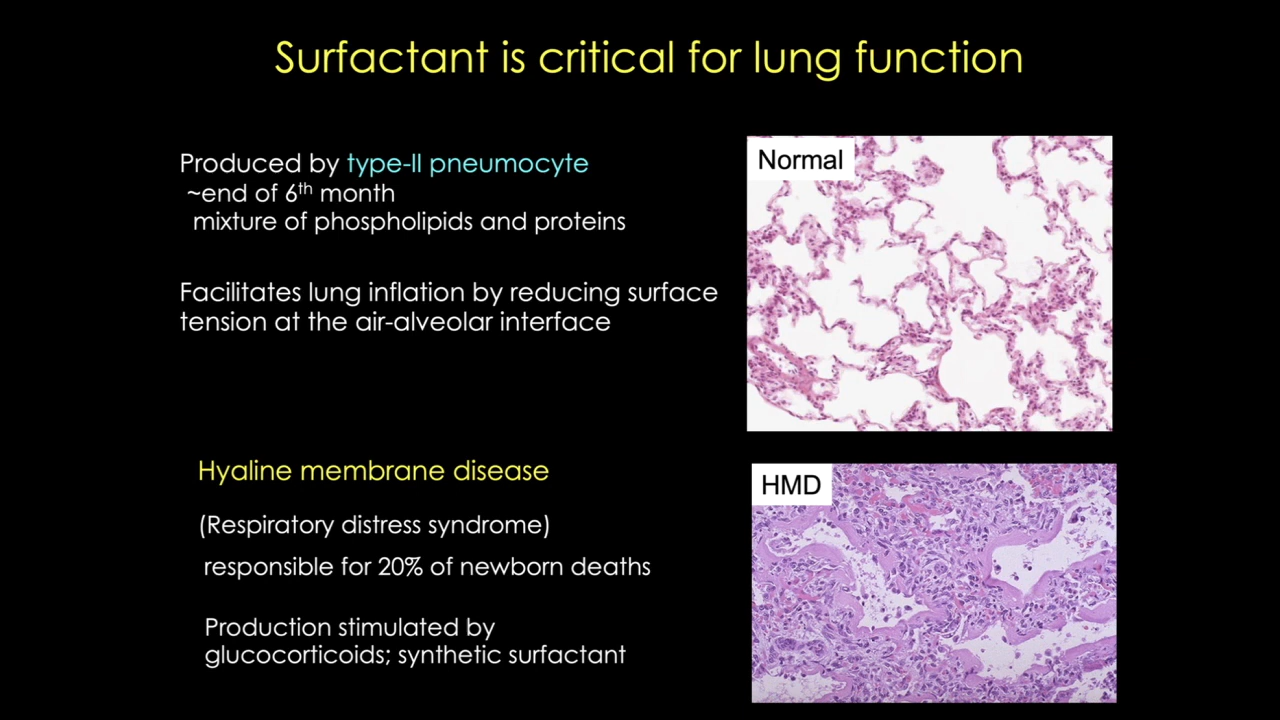 Surfactant is critical for lung function
Produced by type-II pneumocyte
~end of 6th month
mixture of phospholipids and proteins
Facilitates lung inflation by reducing surface
tension at the air-alveolar interface
Normal
Hyaline membrane disease
(Respiratory distress syndrome)
responsible for 20% of newborn deaths
Production stimulated by
glucocorticoids; synthetic surfactant
HMD